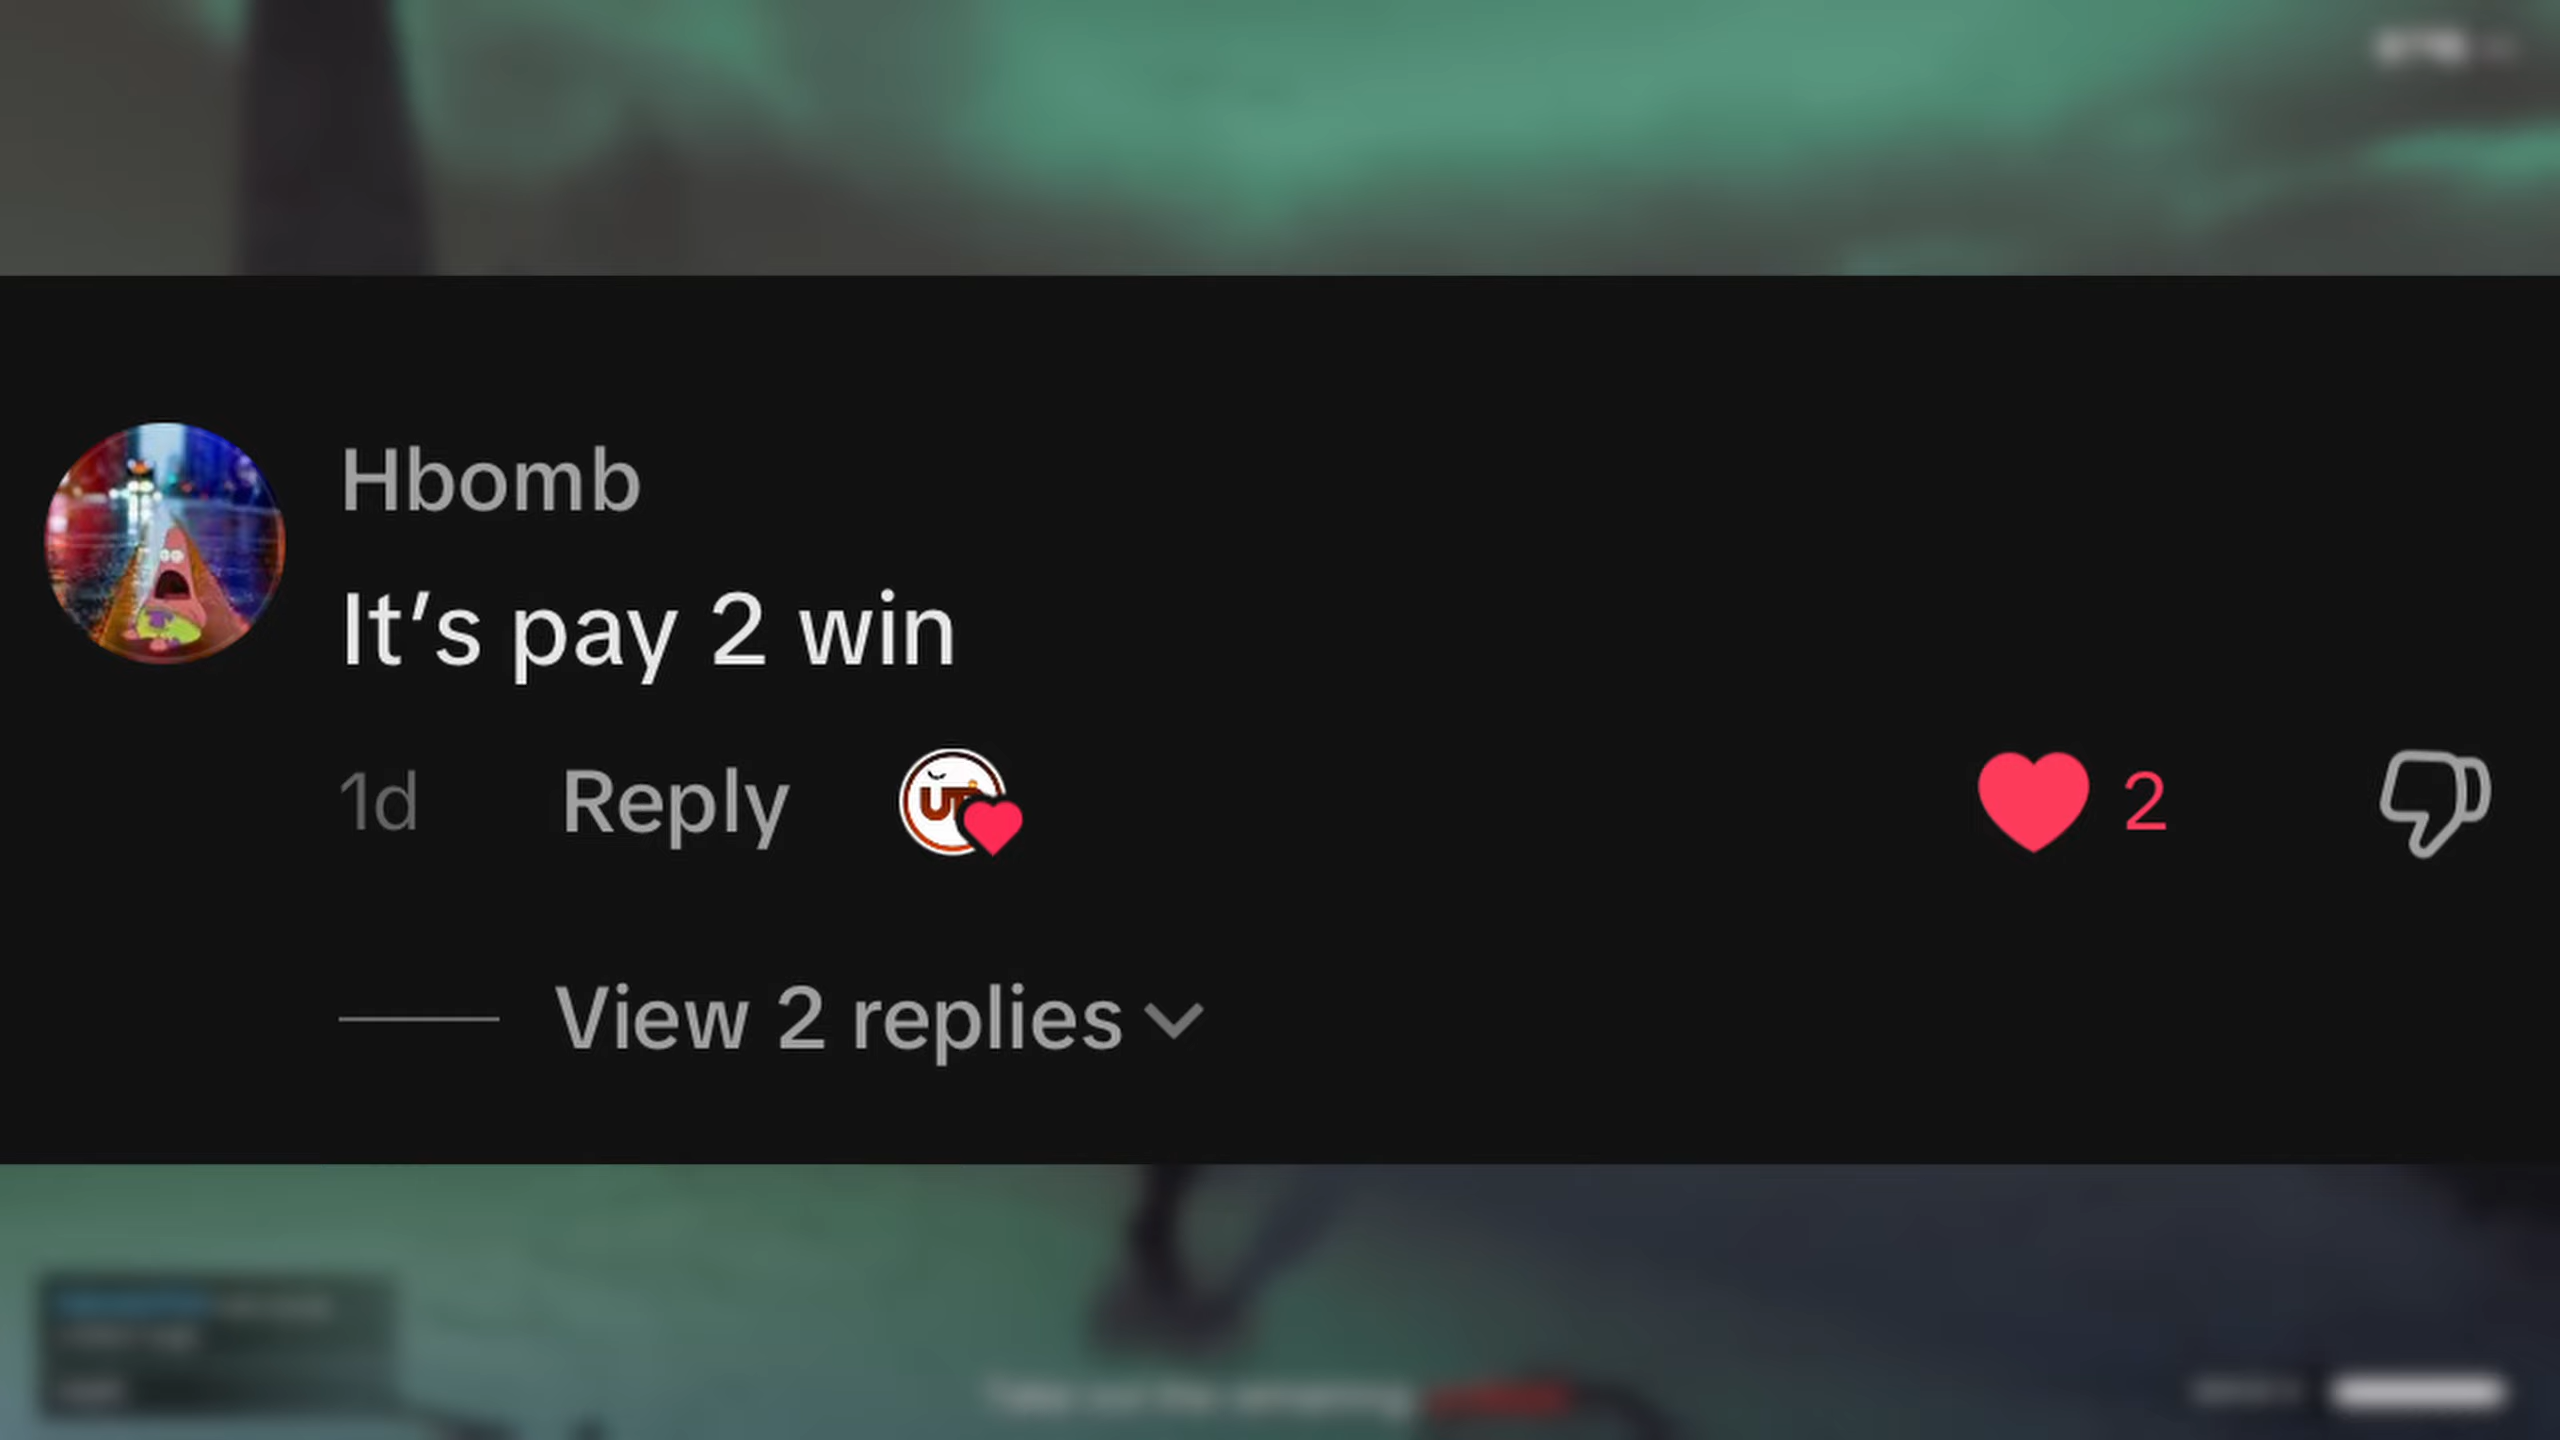 Hbomb
It’s pay 2 win
1d Reply
2
View 2 replies